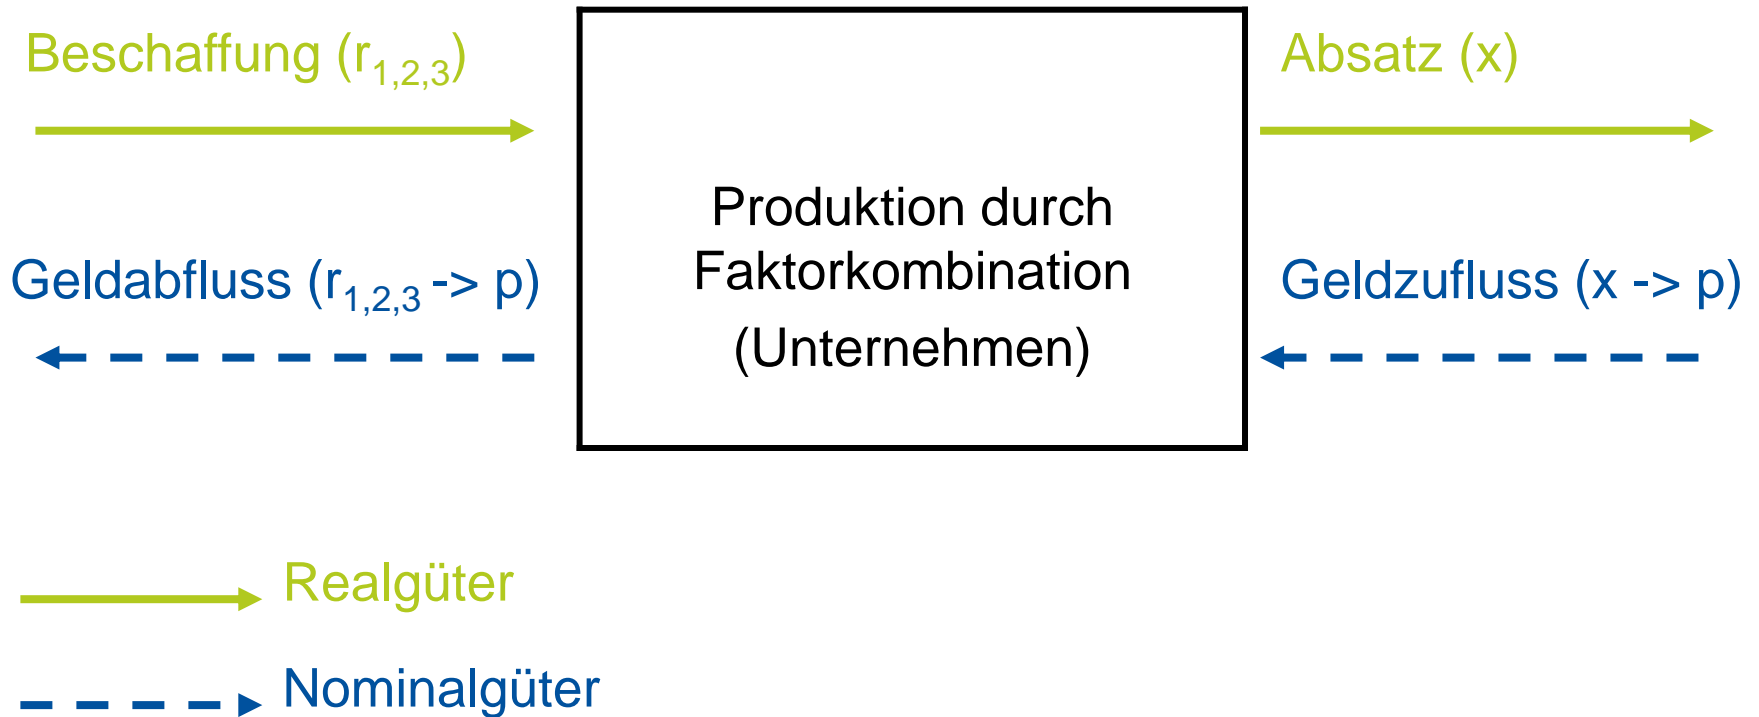 Beschaffung (r1,2,3)
Absatz (x)
Produktion durch
Faktorkombination
(Unternehmen)
Geldabfluss (r1,2,3 -> p)
Geldzufluss (x -> p)
Realgüter
Nominalgüter